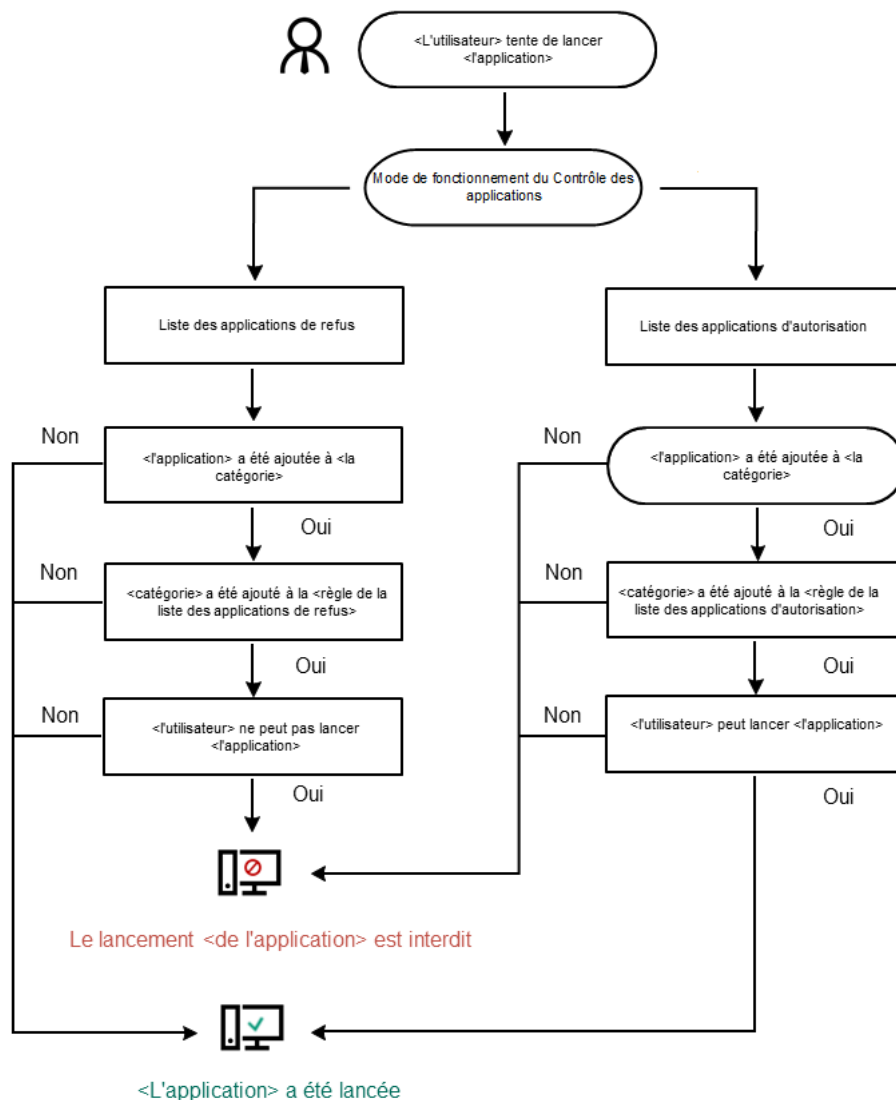 <L'utilisateur> tente de lancer
<l'application>
Mode de fonctionnement du Contrôle des
applications
Liste des applications de refus
Liste des applications d'autorisation
Non
<l'application> a été ajoutée à <la
catégorie>
Oui
Non
<l'application> a été ajoutée à <la
catégorie>
Oui
Non
<catégorie> a été ajouté à la <règle de la
liste des applications de refus>
Oui
Non
<catégorie> a été ajouté à la <règle de la
liste des applications d'autorisation>
Oui
Non
<l'utilisateur> ne peut pas lancer
<l'application>
Oui
Non
<l'utilisateur> peut lancer <l'application>
Oui
Le lancement <de l'application> est interdit
<L'application> a été lancée